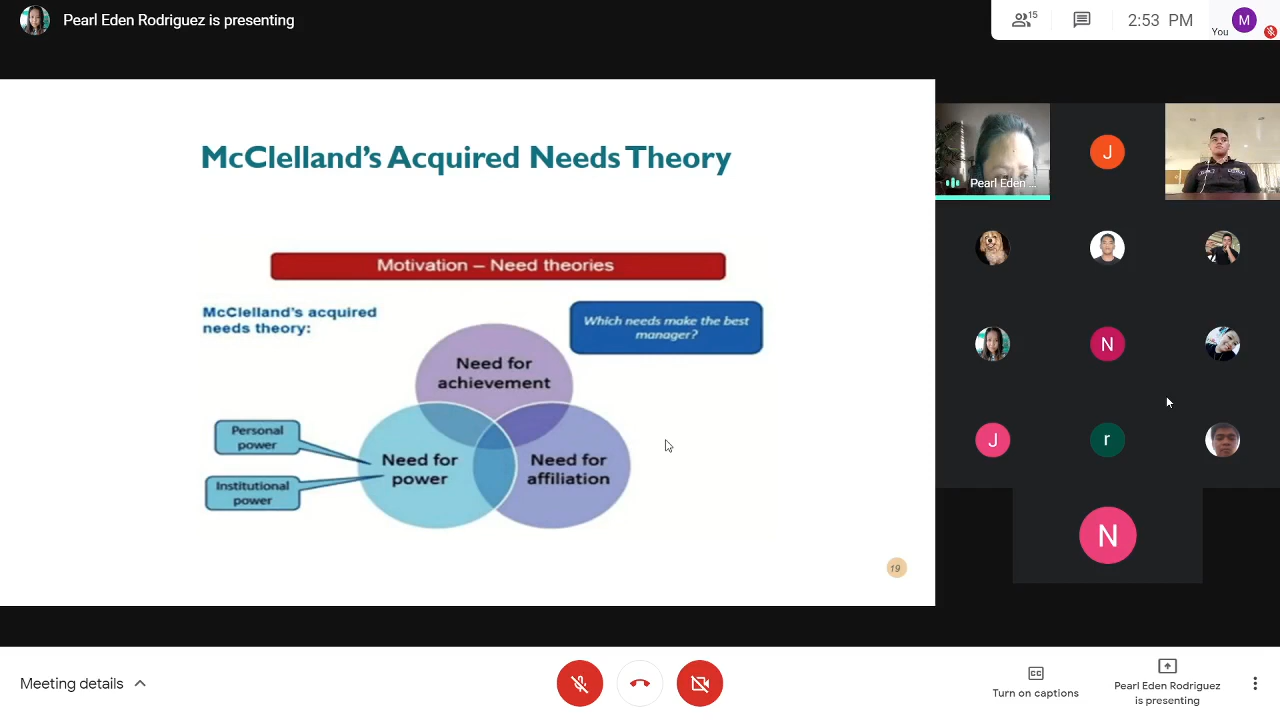 Pearl Eden Rodriguez is presenting
15
2:53 PM
You
M
McClelland's Acquired Needs Theory
Motivation – Need theories
McClelland's acquired
needs theory:
Which needs make the best
manager?
Need for
achievement
Personal
power
Institutional
power
Need for
power
Need for
affiliation
19
Pearl Eden ...
J
N
J
r
N
Meeting details
CC
Turn on captions
Pearl Eden Rodriguez
is presenting